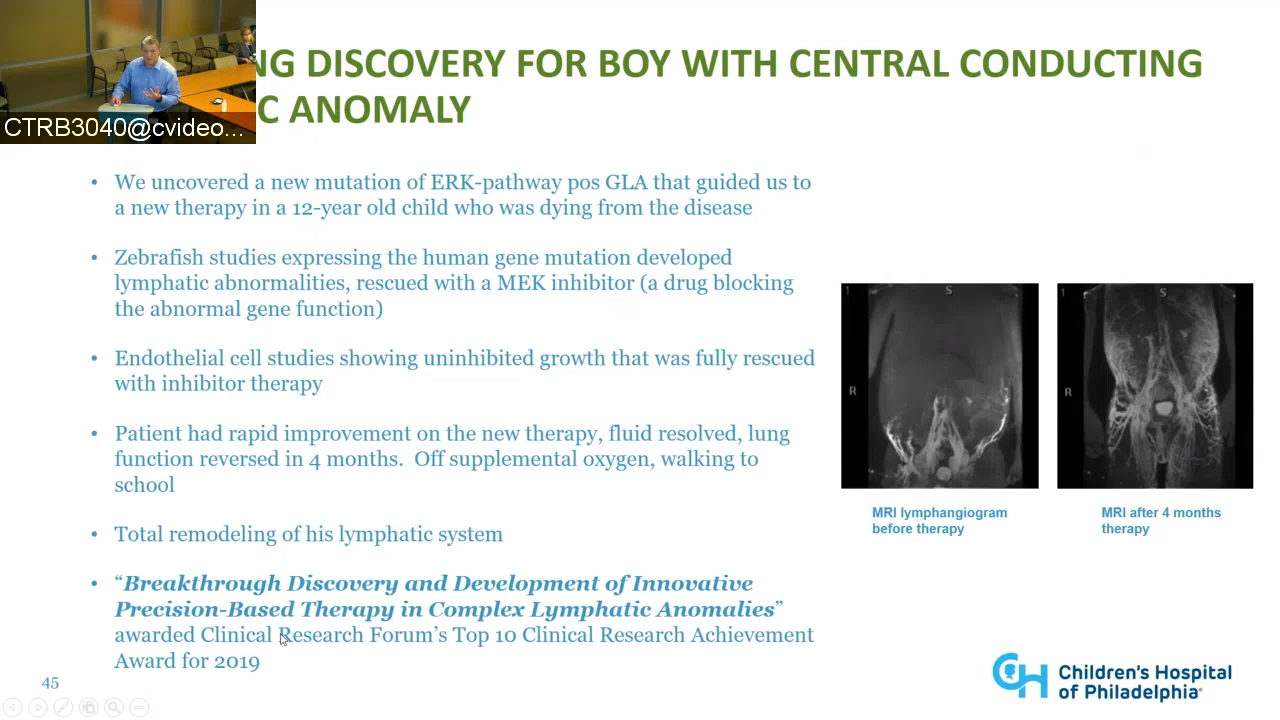 NG DISCOVERY FOR BOY WITH CENTRAL CONDUCTING
C ANOMALY
CTRB3040@cvideo...
• We uncovered a new mutation of ERK-pathway pos GLA that guided us to
a new therapy in a 12-year old child who was dying from the disease
• Zebrafish studies expressing the human gene mutation developed
lymphatic abnormalities, rescued with a MEK inhibitor (a drug blocking
the abnormal gene function)
• Endothelial cell studies showing uninhibited growth that was fully rescued
with inhibitor therapy
• Patient had rapid improvement on the new therapy, fluid resolved, lung
function reversed in 4 months.  Off supplemental oxygen, walking to
school
• Total remodeling of his lymphatic system
• “Breakthrough Discovery and Development of Innovative
Precision-Based Therapy in Complex Lymphatic Anomalies”
awarded Clinical Research Forum’s Top 10 Clinical Research Achievement
Award for 2019
1 S
R
1 S
R
MRI lymphangiogram
before therapy
MRI after 4 months
therapy
45
CH Children's Hospital
of Philadelphia®